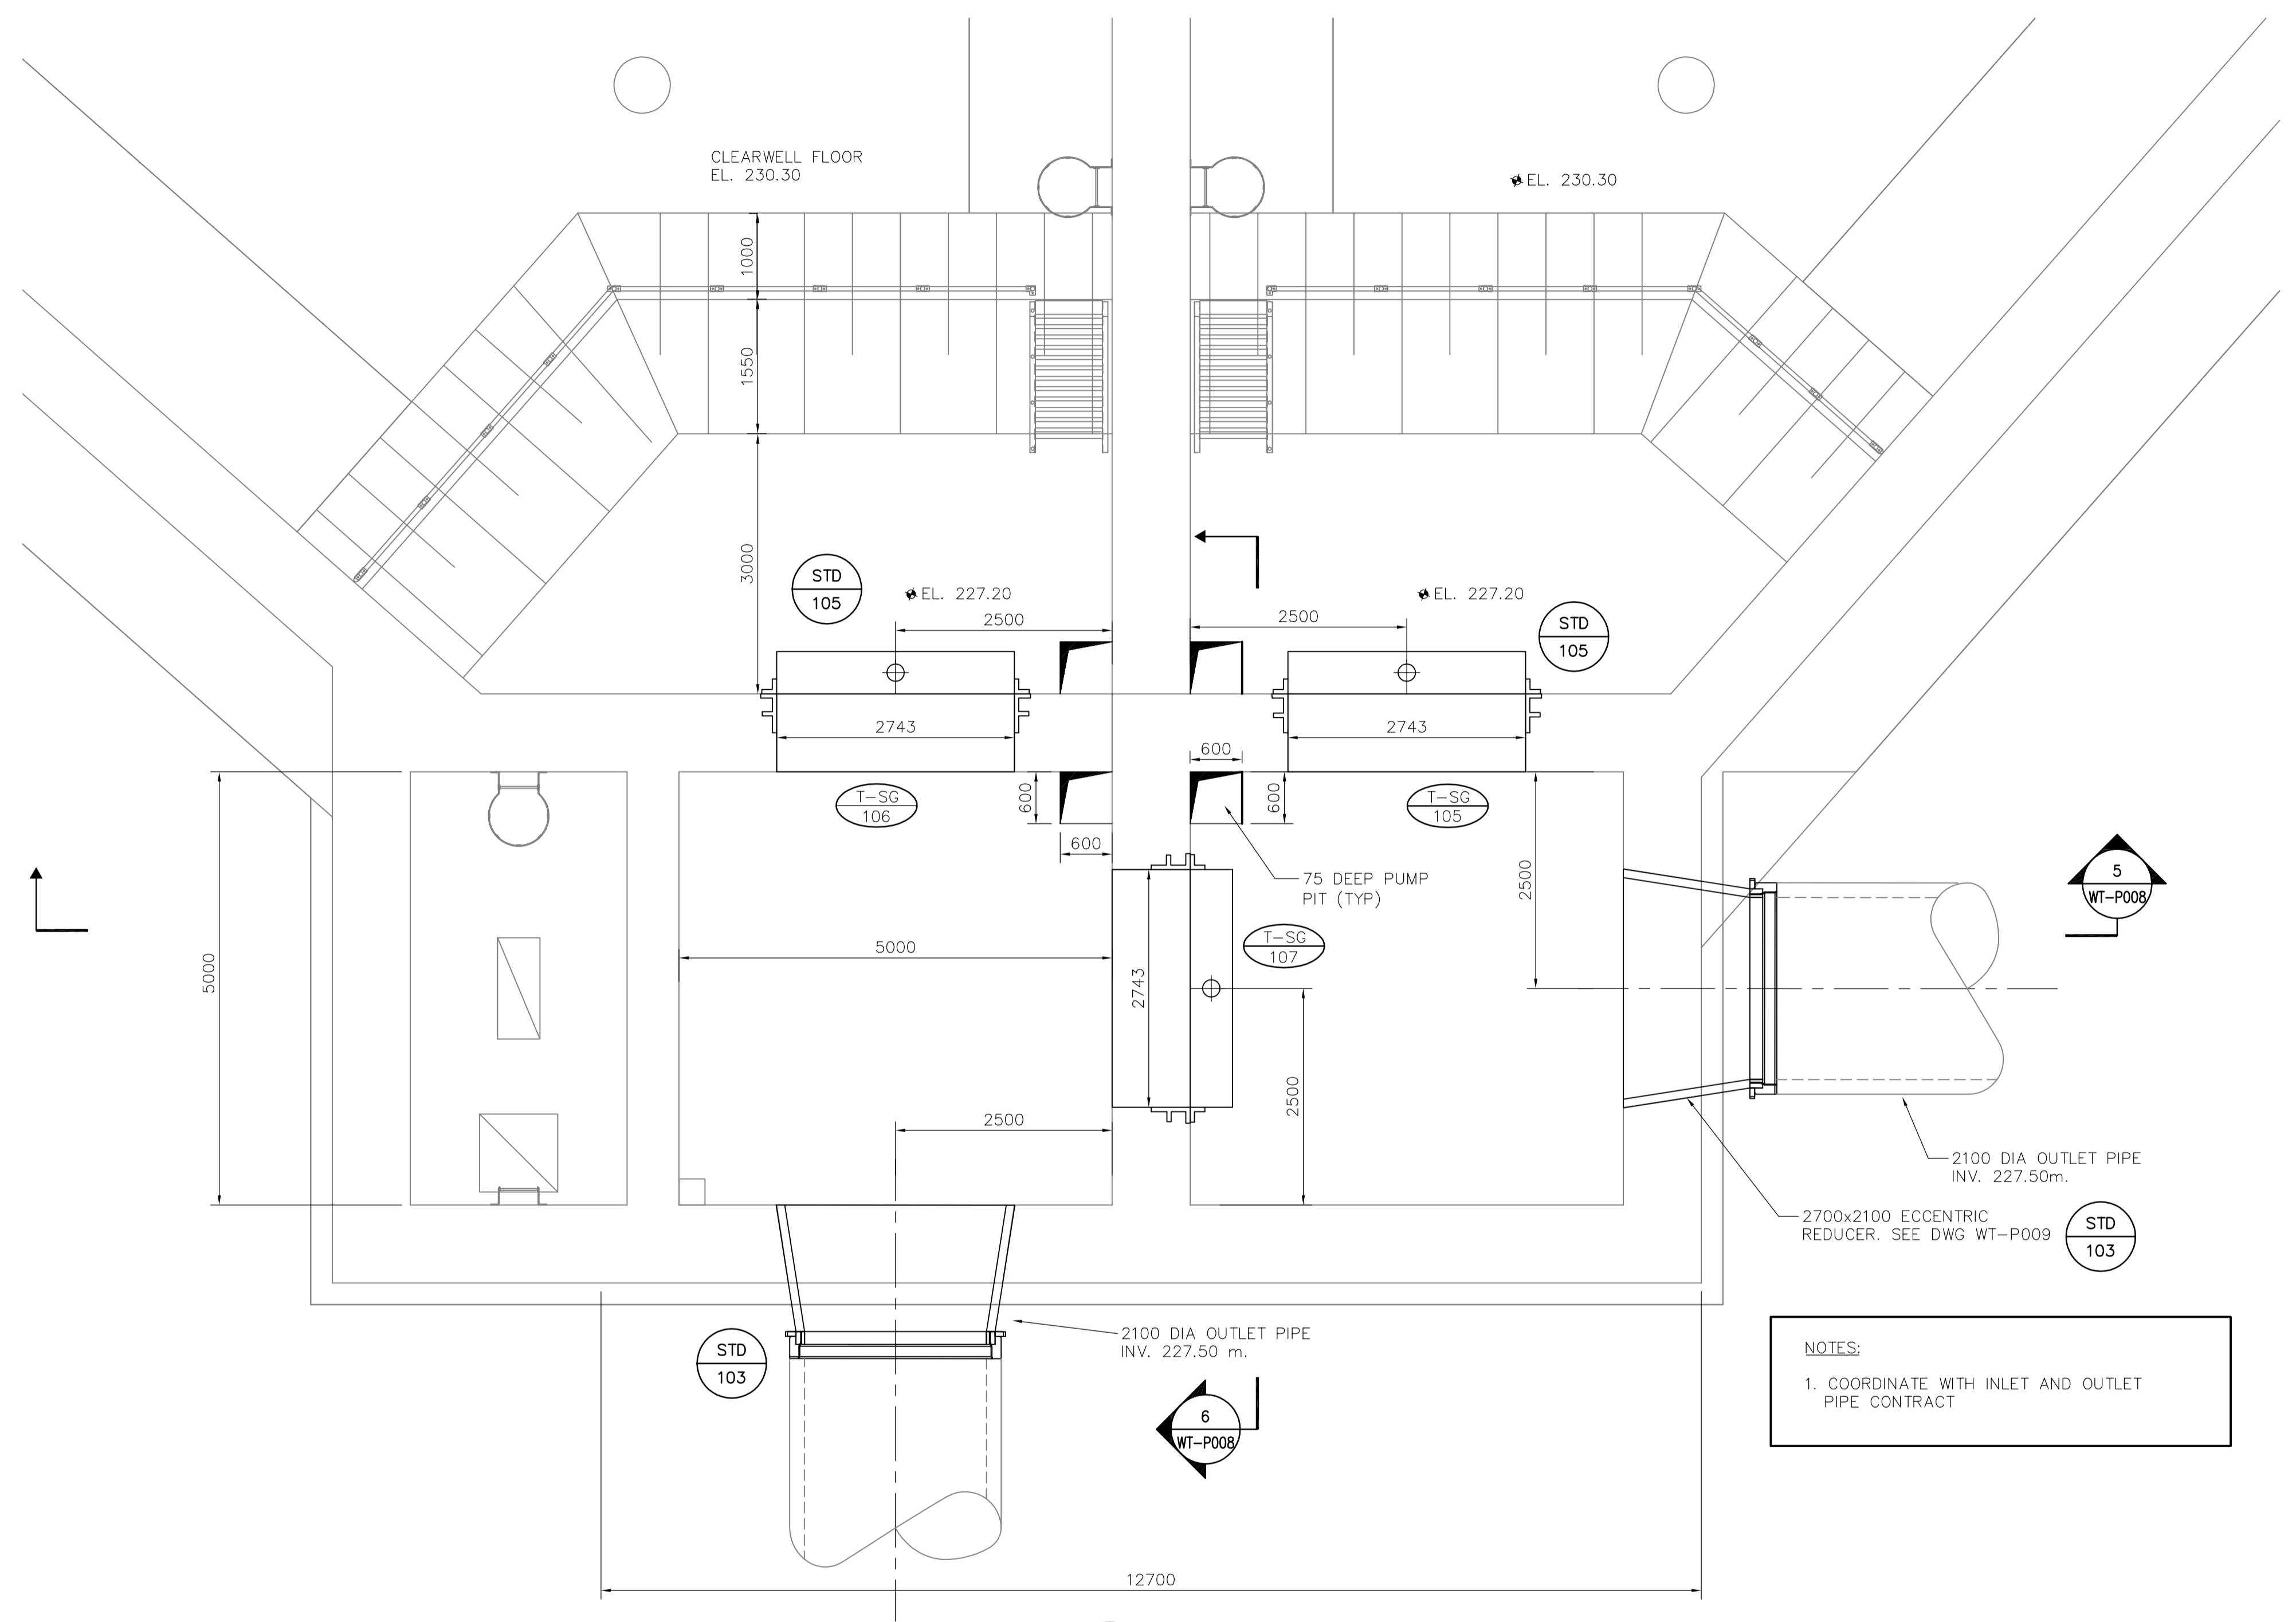 CLEARWELL FLOOR
EL. 230.30
EL. 230.30
1000
1550
3000
STD
105
EL. 227.20
2500
EL. 227.20
2500
STD
105
2743
2743
600
T-SG
106
600
600
600
T-SG
105
75 DEEP PUMP
PIT (TYP)
2500
5
WT-P008
5000
5000
T-SG
107
2743
2500
2500
2100 DIA OUTLET PIPE
INV. 227.50m.
2700x2100 ECCENTRIC
REDUCER. SEE DWG WT-P009
STD
103
2100 DIA OUTLET PIPE
INV. 227.50 m.
STD
103
6
WT-P008
NOTES:
1. COORDINATE WITH INLET AND OUTLET
PIPE CONTRACT
12700